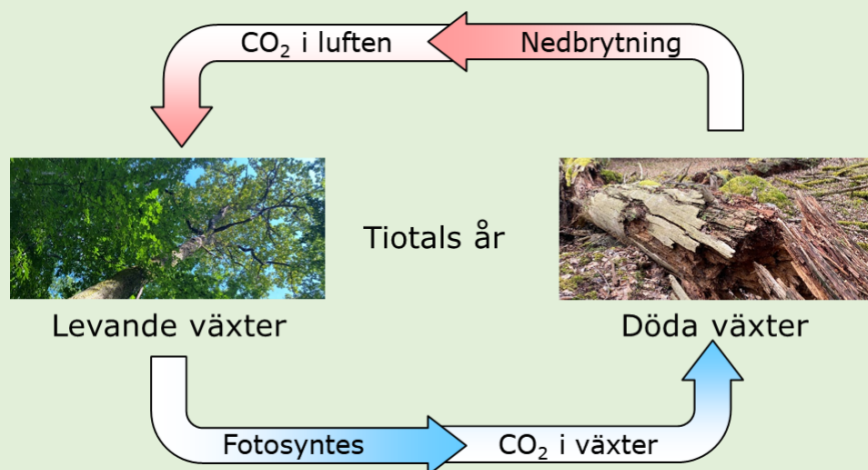 CO₂ i luften
Nedbrytning
Tiotals år
Levande växter
Döda växter
Fotosyntes
CO₂ i växter